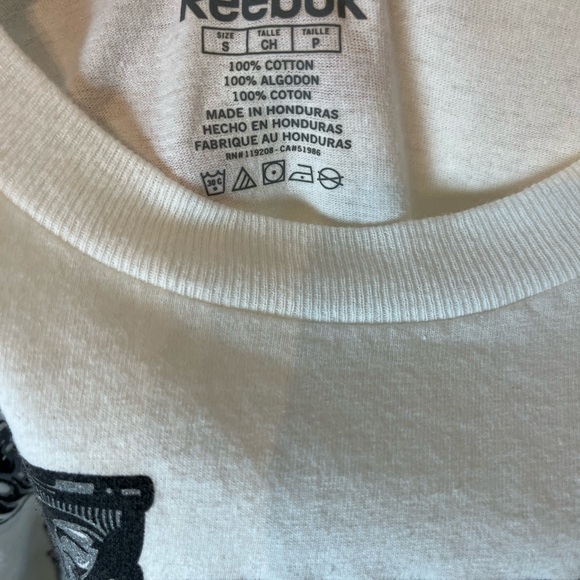 Reebok
SIZE TALLE TAILLE
S CH P
100% COTTON
100% ALGODON
100% COTON
MADE IN HONDURAS
HECHO EN HONDURAS
FABRIQUE AU HONDURAS
RN#119208 - CA#51986
30C